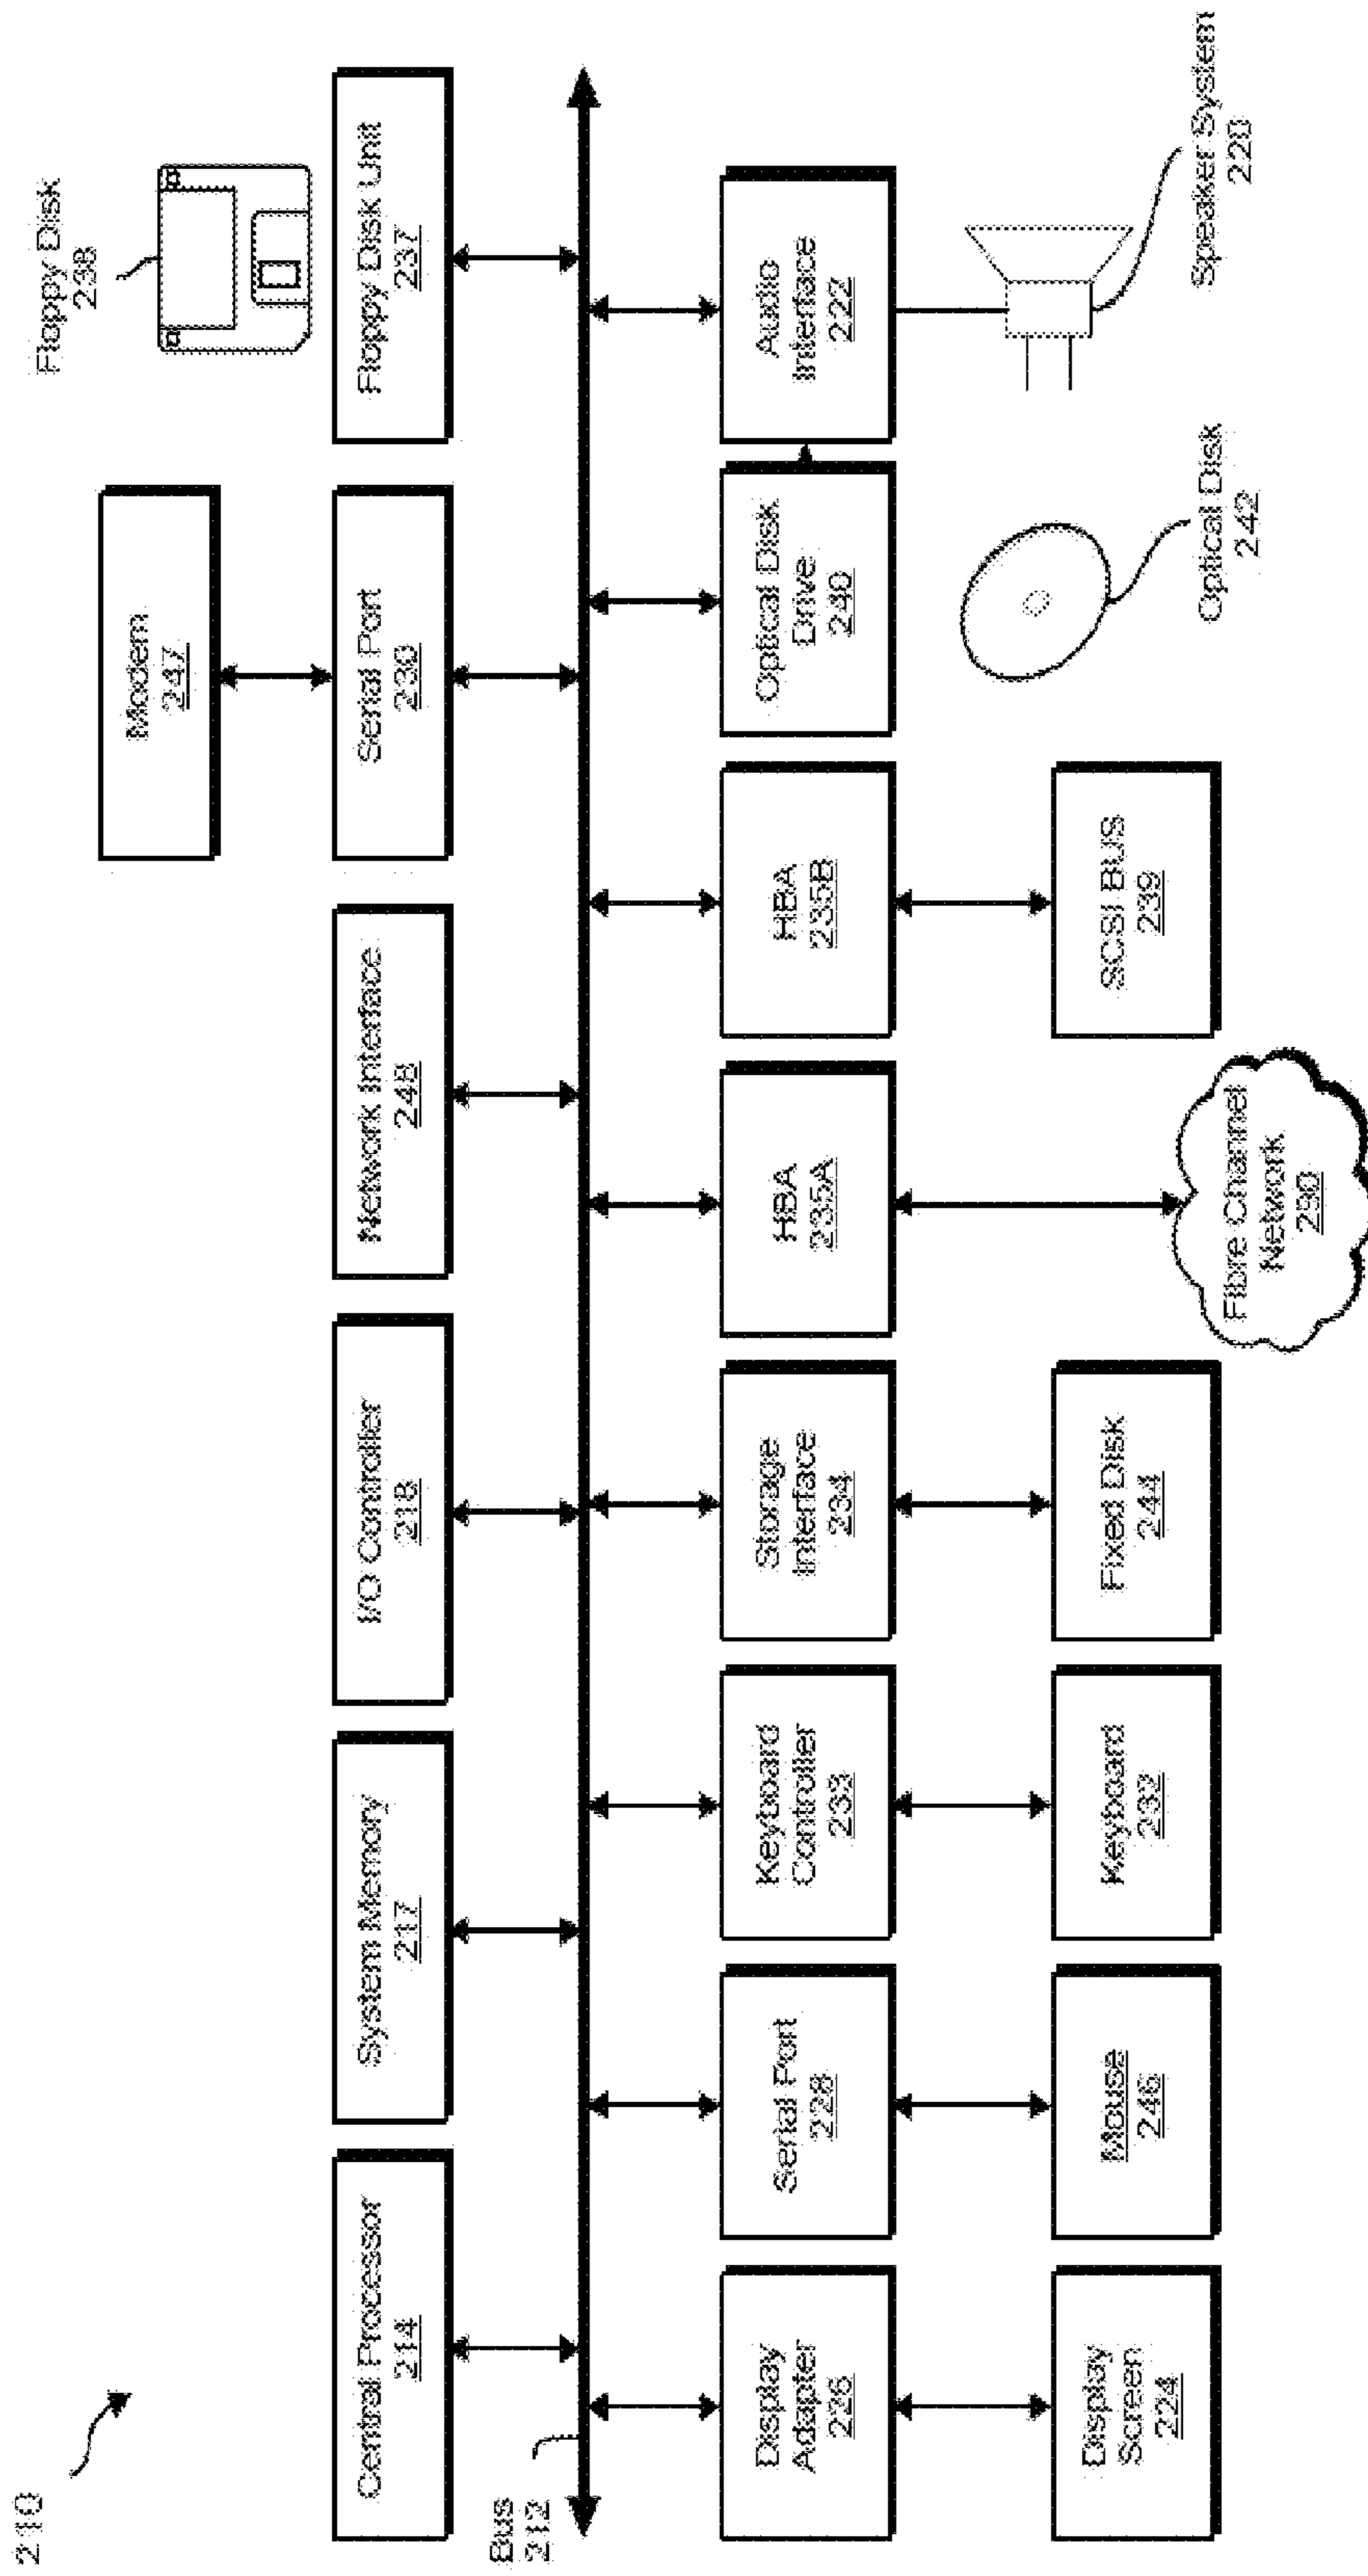 210
Floppy Disk
238
Modem
247
Central Processor
214
System Memory
217
I/O Controller
218
Network Interface
248
Serial Port
230
Floppy Disk Unit
237
Bus
212
Display
Adapter
226
Serial Port
228
Keyboard
Controller
233
Storage
Interface
234
HBA
235A
HBA
235B
Optical Disk
Drive
240
Audio
Interface
222
Display
Screen
224
Mouse
246
Keyboard
232
Fixed Disk
244
Fibre Channel
Network
290
SCSI BUS
239
Optical Disk
242
Speaker System
220